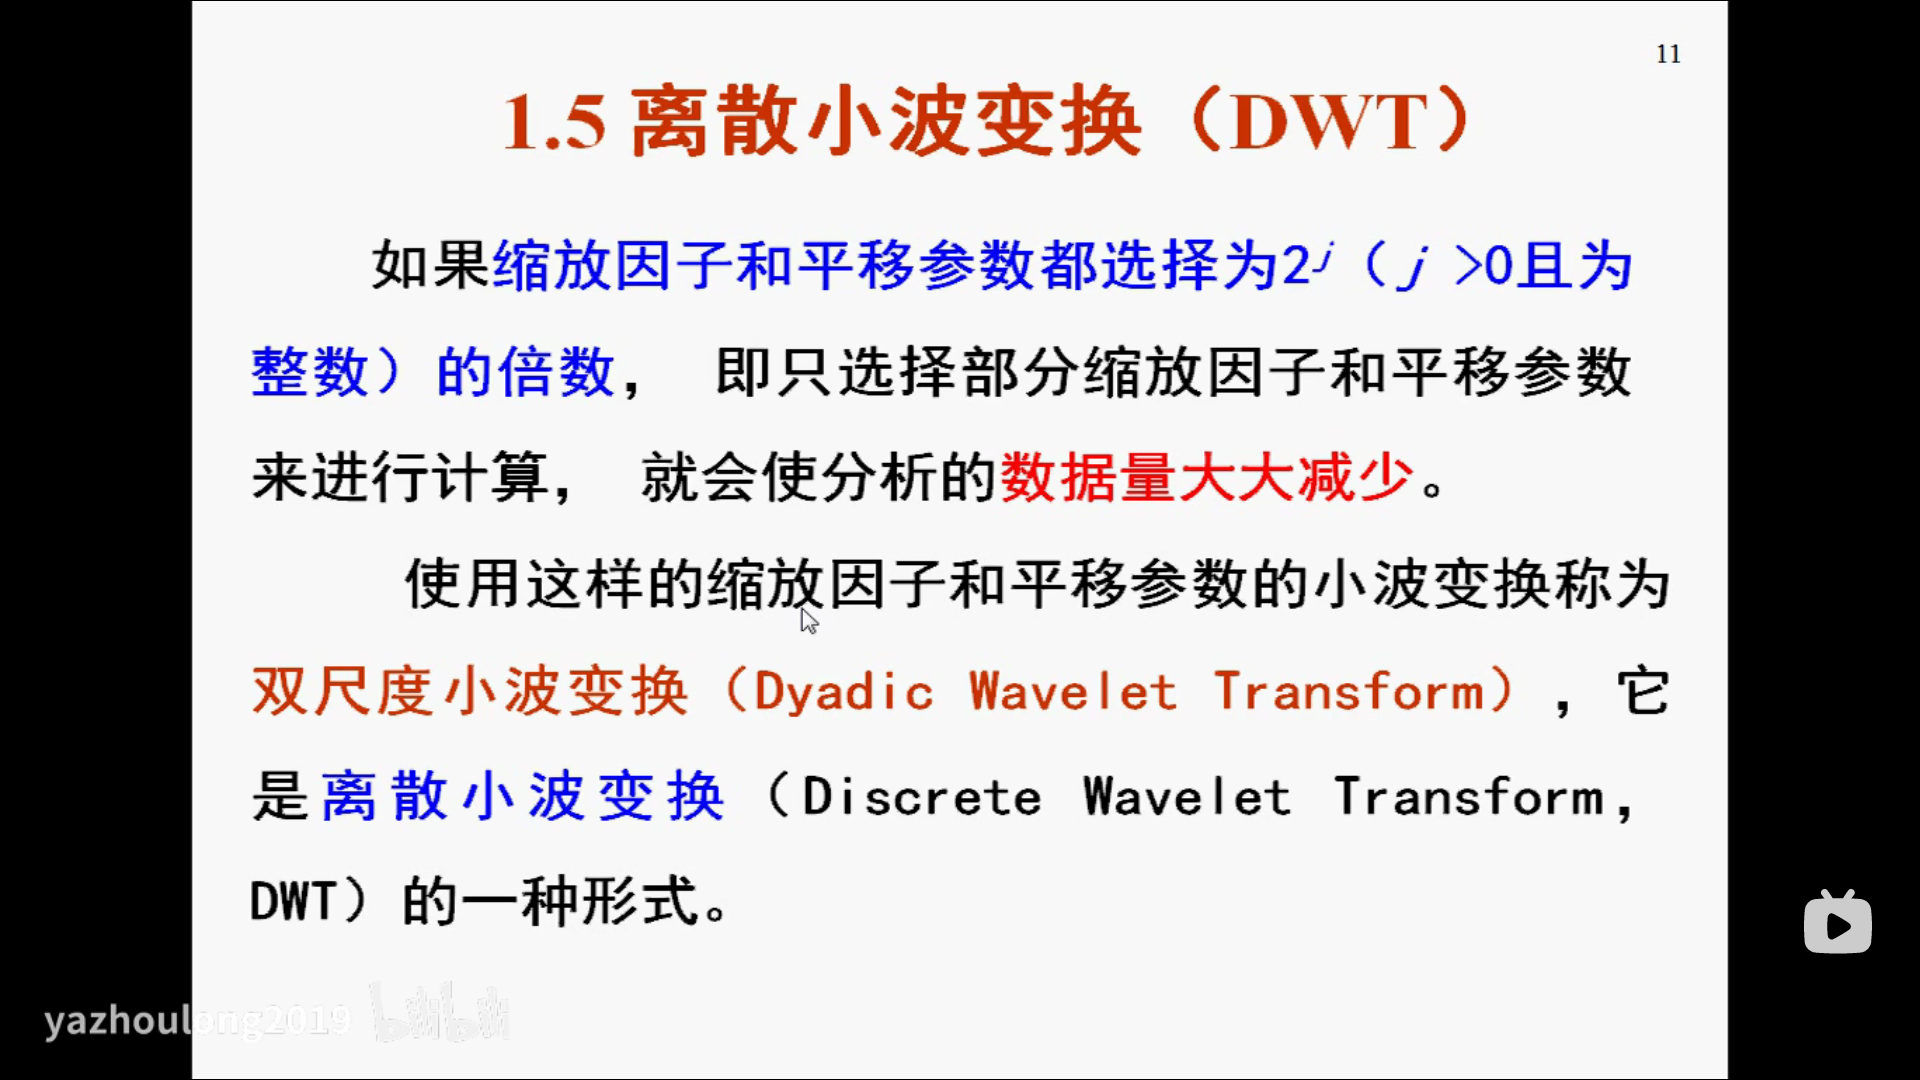 11
1.5 离散小波变换（DWT）
如果缩放因子和平移参数都选择为2ʲ（j >0且为
整数）的倍数， 即只选择部分缩放因子和平移参数
来进行计算， 就会使分析的数据量大大减少。
使用这样的缩放因子和平移参数的小波变换称为
双尺度小波变换（Dyadic Wavelet Transform），它
是离散小波变换（Discrete Wavelet Transform，
DWT）的一种形式。
yazhoulong2019 bilibili